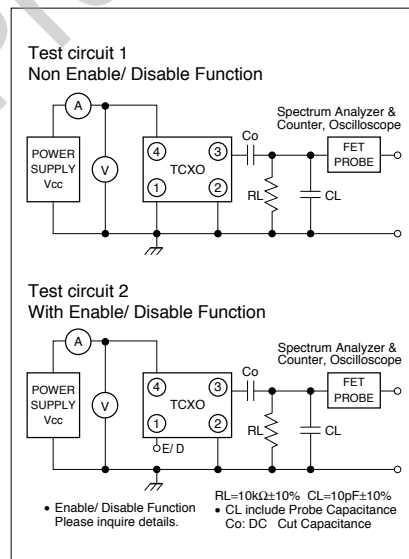 Test circuit 1
Non Enable/ Disable Function
A
Spectrum Analyzer &
Counter, Oscilloscope
Co
POWER
SUPPLY
Vcc
V
4
3
TCXO
1
2
RL
CL
FET
PROBE
Test circuit 2
With Enable/ Disable Function
A
Spectrum Analyzer &
Counter, Oscilloscope
Co
POWER
SUPPLY
Vcc
V
4
3
TCXO
1
2
E/ D
RL
CL
FET
PROBE
RL=10kΩ±10% CL=10pF±10%
• Enable/ Disable Function
Please inquire details.
• CL include Probe Capacitance
Co: DC Cut Capacitance